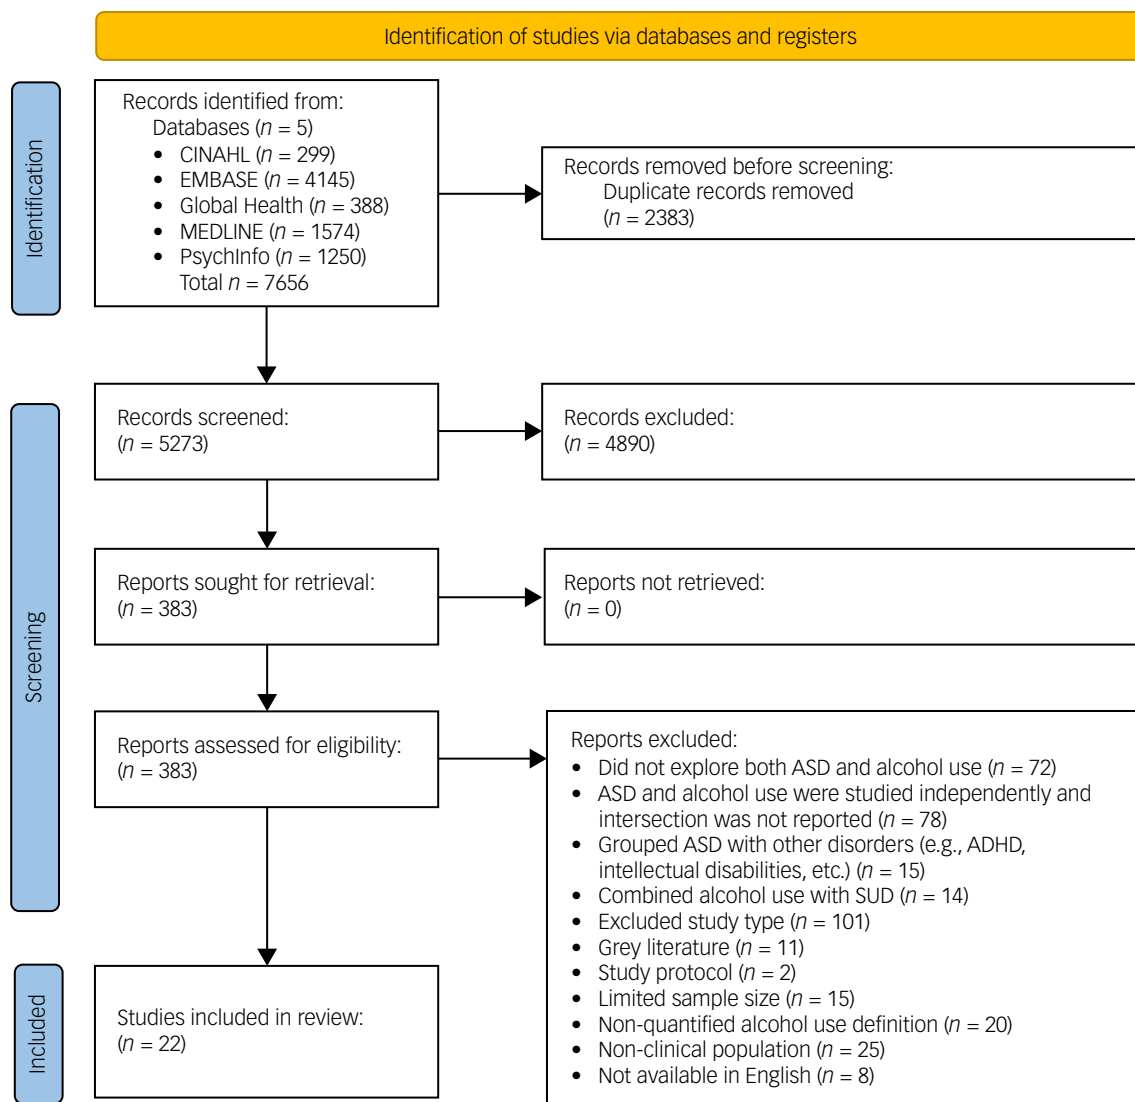 Identification of studies via databases and registers
Identification
Records identified from:
Databases (n = 5)
• CINAHL (n = 299)
• EMBASE (n = 4145)
• Global Health (n = 388)
• MEDLINE (n = 1574)
• PsychInfo (n = 1250)
Total n = 7656
Records removed before screening:
Duplicate records removed
(n = 2383)
Screening
Records screened:
(n = 5273)
Records excluded:
(n = 4890)
Reports sought for retrieval:
(n = 383)
Reports not retrieved:
(n = 0)
Reports assessed for eligibility:
(n = 383)
Reports excluded:
• Did not explore both ASD and alcohol use (n = 72)
• ASD and alcohol use were studied independently and
intersection was not reported (n = 78)
• Grouped ASD with other disorders (e.g., ADHD,
intellectual disabilities, etc.) (n = 15)
• Combined alcohol use with SUD (n = 14)
• Excluded study type (n = 101)
• Grey literature (n = 11)
• Study protocol (n = 2)
• Limited sample size (n = 15)
• Non-quantified alcohol use definition (n = 20)
• Non-clinical population (n = 25)
• Not available in English (n = 8)
Included
Studies included in review:
(n = 22)